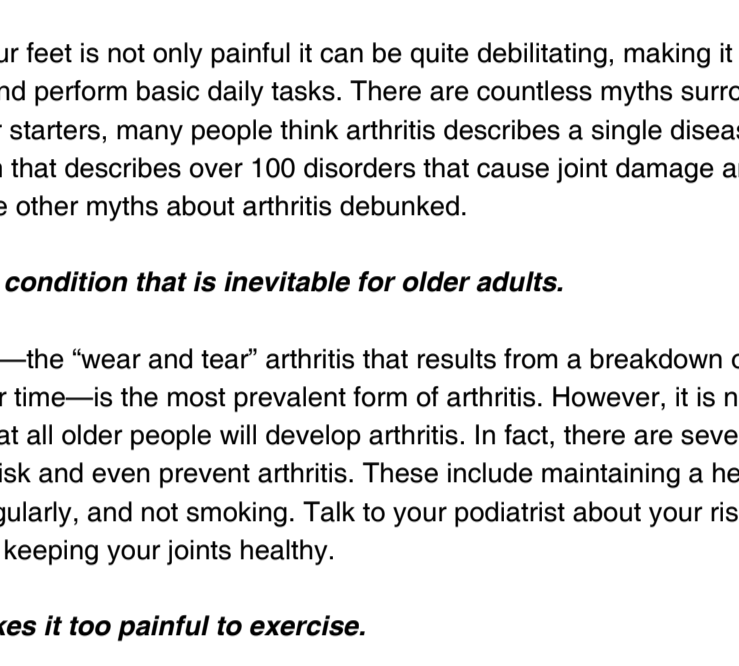 ur feet is not only painful it can be quite debilitating, making it
nd perform basic daily tasks. There are countless myths surro
starters, many people think arthritis describes a single diseas
that describes over 100 disorders that cause joint damage a
e other myths about arthritis debunked.
condition that is inevitable for older adults.
—the “wear and tear” arthritis that results from a breakdown o
r time—is the most prevalent form of arthritis. However, it is n
at all older people will develop arthritis. In fact, there are seve
isk and even prevent arthritis. These include maintaining a he
gularly, and not smoking. Talk to your podiatrist about your ris
keeping your joints healthy.
kes it too painful to exercise.